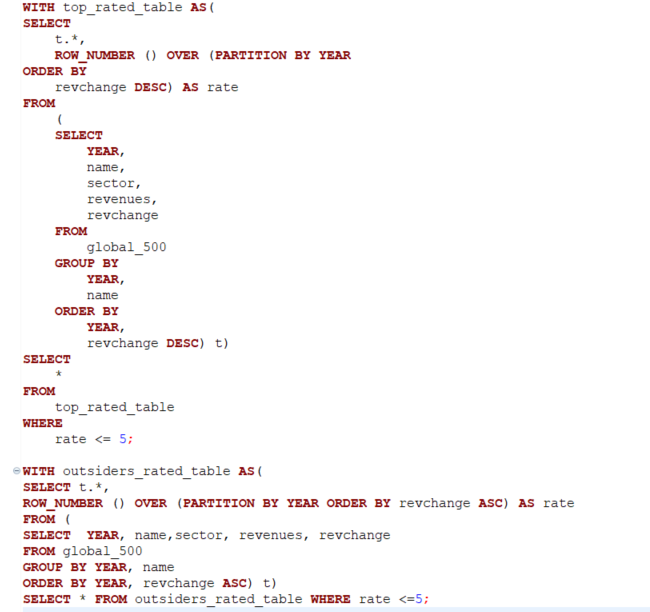 WITH top_rated_table AS(
SELECT
t.*,
ROW_NUMBER () OVER (PARTITION BY YEAR
ORDER BY
revchange DESC) AS rate
FROM
(
SELECT
YEAR,
name,
sector,
revenues,
revchange
FROM
global_500
GROUP BY
YEAR,
name
ORDER BY
YEAR,
revchange DESC) t)
SELECT
*
FROM
top_rated_table
WHERE
rate <= 5;
WITH outsiders_rated_table AS(
SELECT t.*,
ROW_NUMBER () OVER (PARTITION BY YEAR ORDER BY revchange ASC) AS rate
FROM (
SELECT  YEAR, name,sector, revenues, revchange
FROM global_500
GROUP BY YEAR, name
ORDER BY YEAR, revchange ASC) t)
SELECT * FROM outsiders_rated_table WHERE rate <=5;